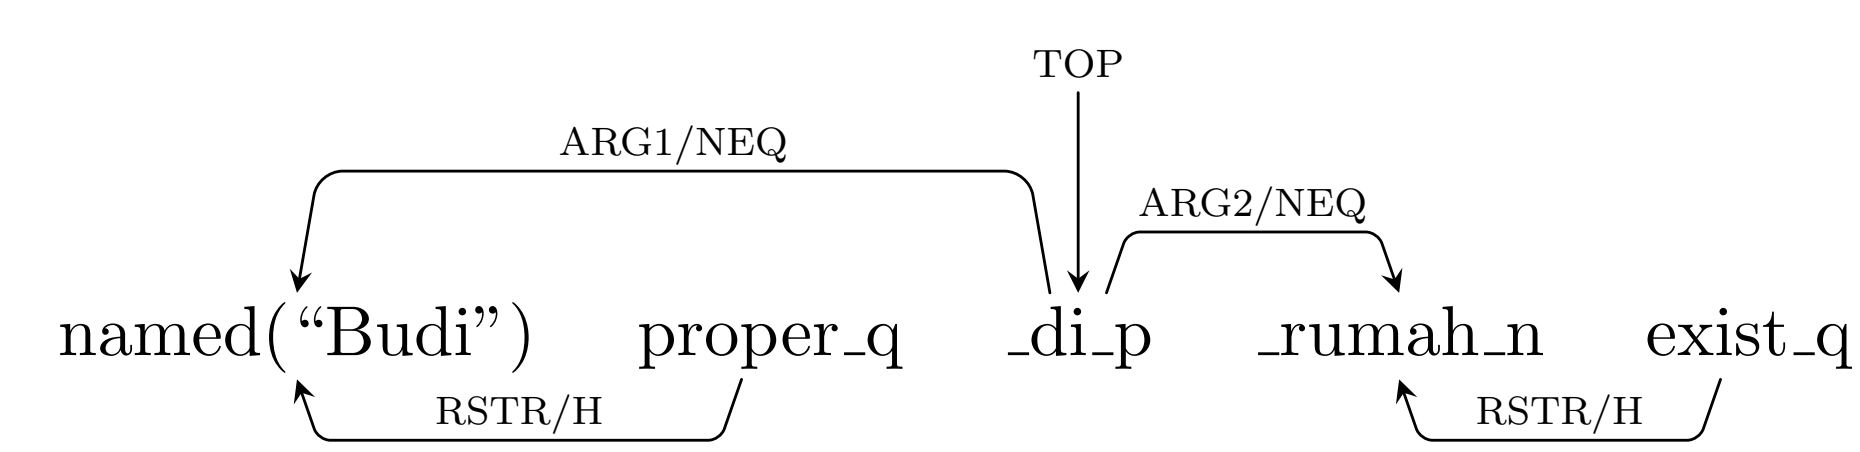 TOP
ARG1/NEQ
ARG2/NEQ
named(“Budi”) proper_q _di_p _rumah_n exist_q
RSTR/H RSTR/H